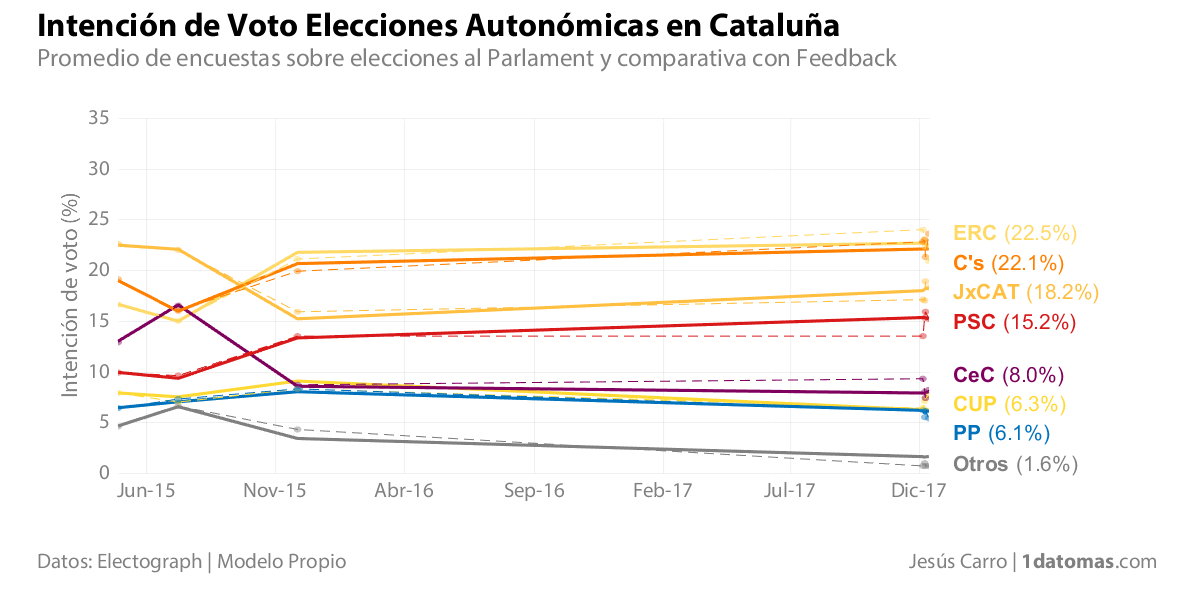 Intención de Voto Elecciones Autonómicas en Cataluña
Promedio de encuestas sobre elecciones al Parlament y comparativa con Feedback
Intención de voto (%)
35
30
25
20
15
10
5
0
Jun-15 Nov-15 Abr-16 Sep-16 Feb-17 Jul-17 Dic-17
ERC (22.5%)
C's (22.1%)
JxCAT (18.2%)
PSC (15.2%)
CeC (8.0%)
CUP (6.3%)
PP (6.1%)
Otros (1.6%)
Datos: Electograph | Modelo Propio
Jesús Carro | 1datomas.com